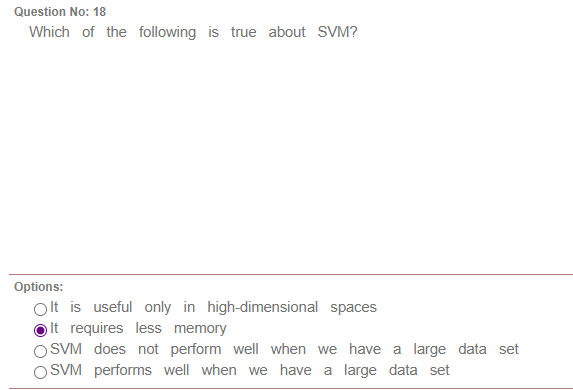 Question No: 18
Which of the following is true about SVM?
Options:
It is useful only in high-dimensional spaces
It requires less memory
SVM does not perform well when we have a large data set
SVM performs well when we have a large data set